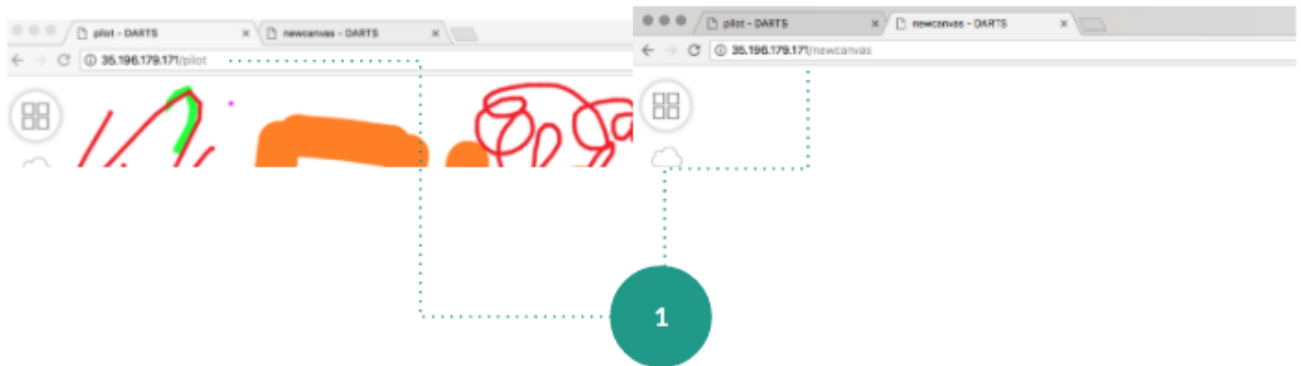 pilot - DARTS
newcanvas - DARTS
35.196.179.171/pilot
pilot - DARTS
newcanvas - DARTS
35.196.179.171/newcanvas
1